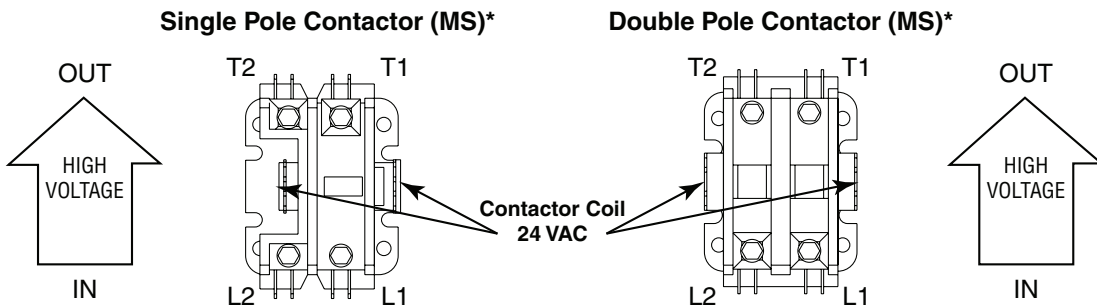 Single Pole Contactor (MS)*
Double Pole Contactor (MS)*
OUT
T2
T1
T2
T1
OUT
HIGH
VOLTAGE
HIGH
VOLTAGE
Contactor Coil
24 VAC
IN
L2
L1
L2
L1
IN